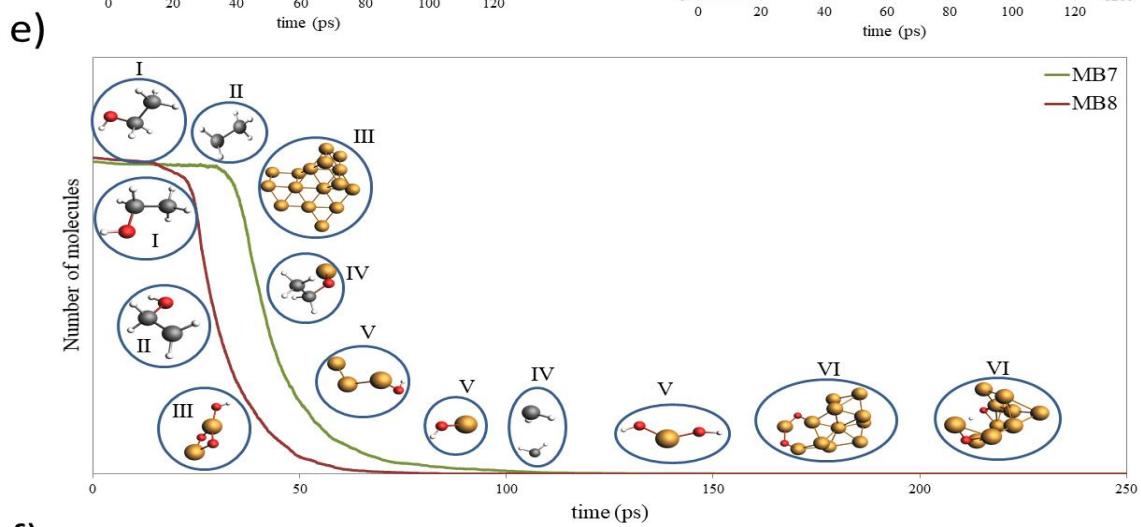 0 20 40 60 80 100 120
time (ps)
0 20 40 60 80 100 120
time (ps)
e)
MB7
MB8
I
II
III
I
IV
II
V
III
V
IV
V
VI
VI
Number of molecules
0 50 100 150 200 250
time (ps)